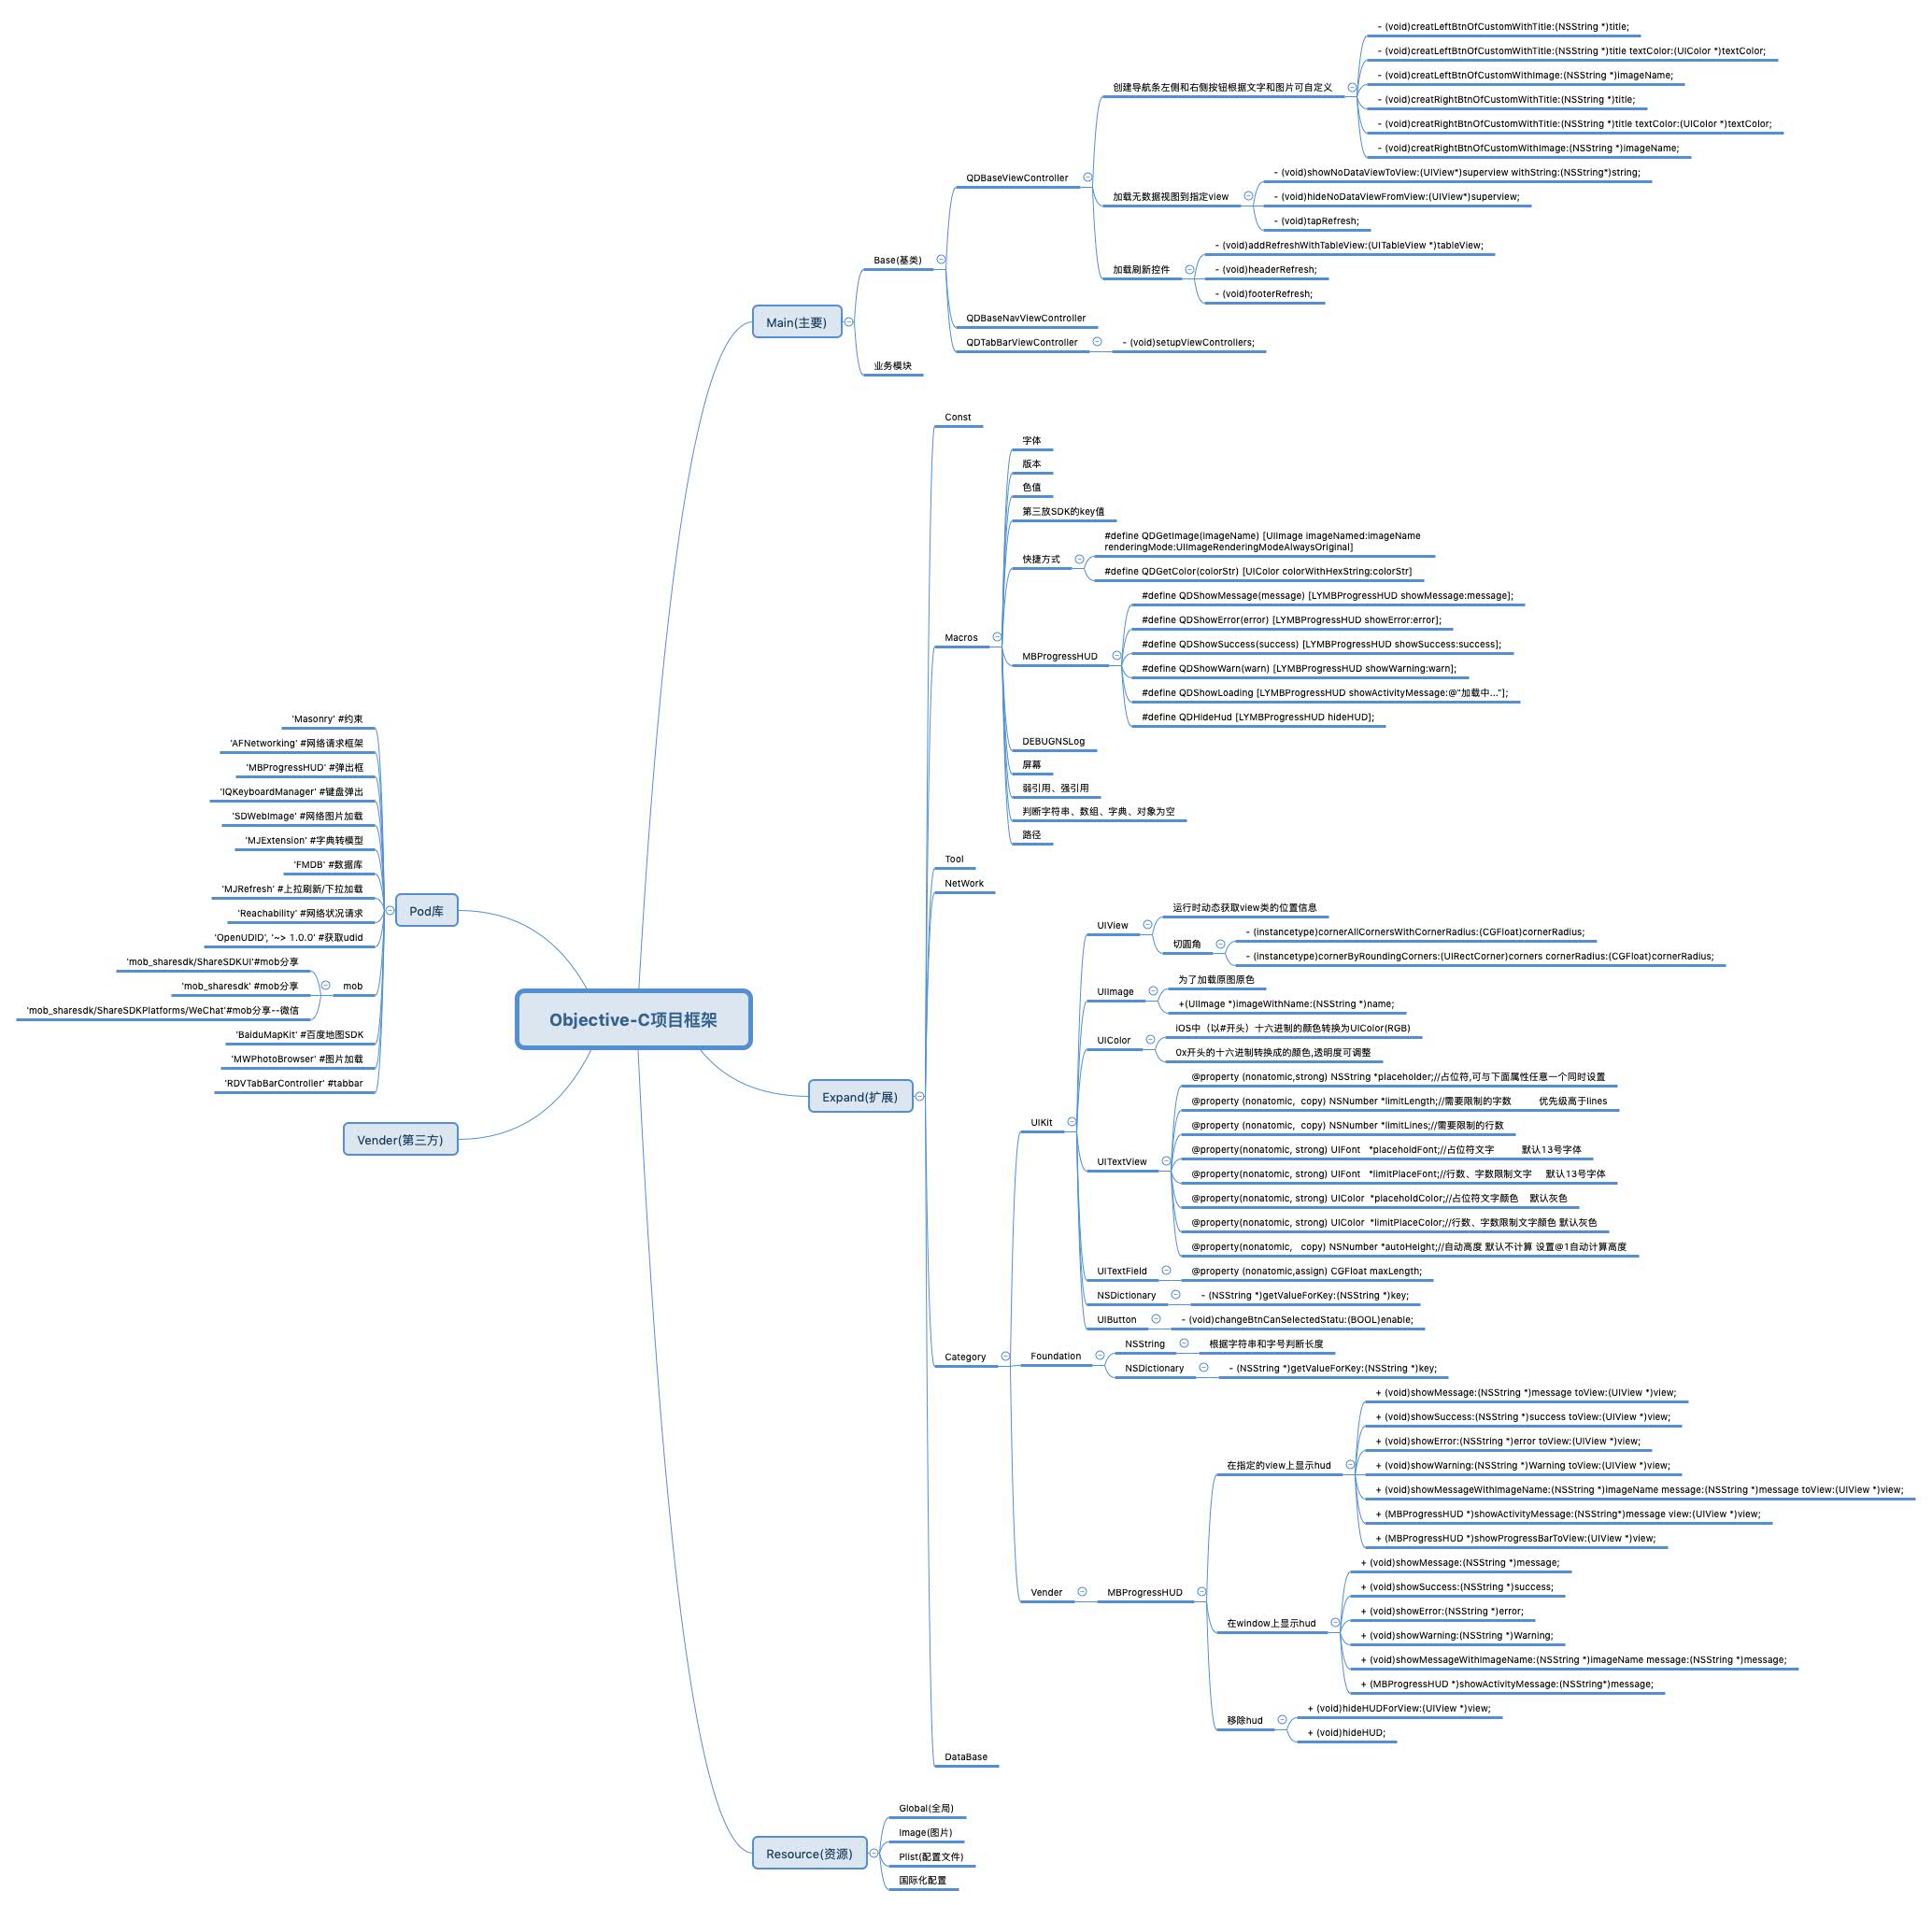 Objective-C项目框架
Main(主要)
Base(基类)
QDBaseViewController
创建导航条左侧和右侧按钮根据文字和图片可自定义
- (void)creatLeftBtnOfCustomWithTitle:(NSString *)title;
- (void)creatLeftBtnOfCustomWithTitle:(NSString *)title textColor:(UIColor *)textColor;
- (void)creatLeftBtnOfCustomWithImage:(NSString *)imageName;
- (void)creatRightBtnOfCustomWithTitle:(NSString *)title;
- (void)creatRightBtnOfCustomWithTitle:(NSString *)title textColor:(UIColor *)textColor;
- (void)creatRightBtnOfCustomWithImage:(NSString *)imageName;
加载无数据视图到指定view
- (void)showNoDataViewToView:(UIView*)superview withString:(NSString*)string;
- (void)hideNoDataViewFromView:(UIView*)superview;
- (void)tapRefresh;
加载刷新控件
- (void)addRefreshWithTableView:(UITableView *)tableView;
- (void)headerRefresh;
- (void)footerRefresh;
QDBaseNavViewController
QDTabBarViewController
- (void)setupViewControllers;
业务模块
Expand(扩展)
Const
Macros
字体
版本
色值
第三放SDK的key值
快捷方式
#define QDGetImage(imageName) [UIImage imageNamed:imageName
renderingMode:UIImageRenderingModeAlwaysOriginal]
#define QDGetColor(colorStr) [UIColor colorWithHexString:colorStr]
MBProgressHUD
#define QDShowMessage(message) [LYMBProgressHUD showMessage:message];
#define QDShowError(error) [LYMBProgressHUD showError:error];
#define QDShowSuccess(success) [LYMBProgressHUD showSuccess:success];
#define QDShowWarn(warn) [LYMBProgressHUD showWarning:warn];
#define QDShowLoading [LYMBProgressHUD showActivityMessage:@"加载中..."];
#define QDHideHud [LYMBProgressHUD hideHUD];
DEBUGNSLog
屏幕
弱引用、强引用
判断字符串、数组、字典、对象为空
路径
Tool
NetWork
Category
UIKit
UIView
运行时动态获取view类的位置信息
切圆角
- (instancetype)cornerAllCornersWithCornerRadius:(CGFloat)cornerRadius;
- (instancetype)cornerByRoundingCorners:(UIRectCorner)corners cornerRadius:(CGFloat)cornerRadius;
UIImage
为了加载原图原色
+(UIImage *)imageWithName:(NSString *)name;
UIColor
iOS中（以#开头）十六进制的颜色转换为UIColor(RGB)
0x开头的十六进制转换成的颜色,透明度可调整
UITextView
@property (nonatomic,strong) NSString *placeholder;//占位符,可与下面属性任意一个同时设置
@property (nonatomic,  copy) NSNumber *limitLength;//需要限制的字数          优先级高于lines
@property (nonatomic,  copy) NSNumber *limitLines;//需要限制的行数
@property(nonatomic, strong) UIFont   *placeholdFont;//占位符文字          默认13号字体
@property(nonatomic, strong) UIFont   *limitPlaceFont;//行数、字数限制文字     默认13号字体
@property(nonatomic, strong) UIColor  *placeholdColor;//占位符文字颜色    默认灰色
@property(nonatomic, strong) UIColor  *limitPlaceColor;//行数、字数限制文字颜色 默认灰色
@property(nonatomic,   copy) NSNumber *autoHeight;//自动高度 默认不计算 设置@1自动计算高度
UITextField
@property (nonatomic,assign) CGFloat maxLength;
NSDictionary
- (NSString *)getValueForKey:(NSString *)key;
UIButton
- (void)changeBtnCanSelectedStatu:(BOOL)enable;
Foundation
NSString
根据字符串和字号判断长度
NSDictionary
- (NSString *)getValueForKey:(NSString *)key;
Vender
MBProgressHUD
在指定的view上显示hud
+ (void)showMessage:(NSString *)message toView:(UIView *)view;
+ (void)showSuccess:(NSString *)success toView:(UIView *)view;
+ (void)showError:(NSString *)error toView:(UIView *)view;
+ (void)showWarning:(NSString *)Warning toView:(UIView *)view;
+ (void)showMessageWithImageName:(NSString *)imageName message:(NSString *)message toView:(UIView *)view;
+ (MBProgressHUD *)showActivityMessage:(NSString*)message view:(UIView *)view;
+ (MBProgressHUD *)showProgressBarToView:(UIView *)view;
在window上显示hud
+ (void)showMessage:(NSString *)message;
+ (void)showSuccess:(NSString *)success;
+ (void)showError:(NSString *)error;
+ (void)showWarning:(NSString *)Warning;
+ (void)showMessageWithImageName:(NSString *)imageName message:(NSString *)message;
+ (MBProgressHUD *)showActivityMessage:(NSString*)message;
移除hud
+ (void)hideHUDForView:(UIView *)view;
+ (void)hideHUD;
DataBase
Resource(资源)
Global(全局)
Image(图片)
Plist(配置文件)
国际化配置
Pod库
'Masonry' #约束
'AFNetworking' #网络请求框架
'MBProgressHUD' #弹出框
'IQKeyboardManager' #键盘弹出
'SDWebImage' #网络图片加载
'MJExtension' #字典转模型
'FMDB' #数据库
'MJRefresh' #上拉刷新/下拉加载
'Reachability' #网络状况请求
'OpenUDID', '~> 1.0.0' #获取udid
mob
'mob_sharesdk/ShareSDKUI'#mob分享
'mob_sharesdk' #mob分享
'mob_sharesdk/ShareSDKPlatforms/WeChat'#mob分享--微信
'BaiduMapKit' #百度地图SDK
'MWPhotoBrowser' #图片加载
'RDVTabBarController' #tabbar
Vender(第三方)